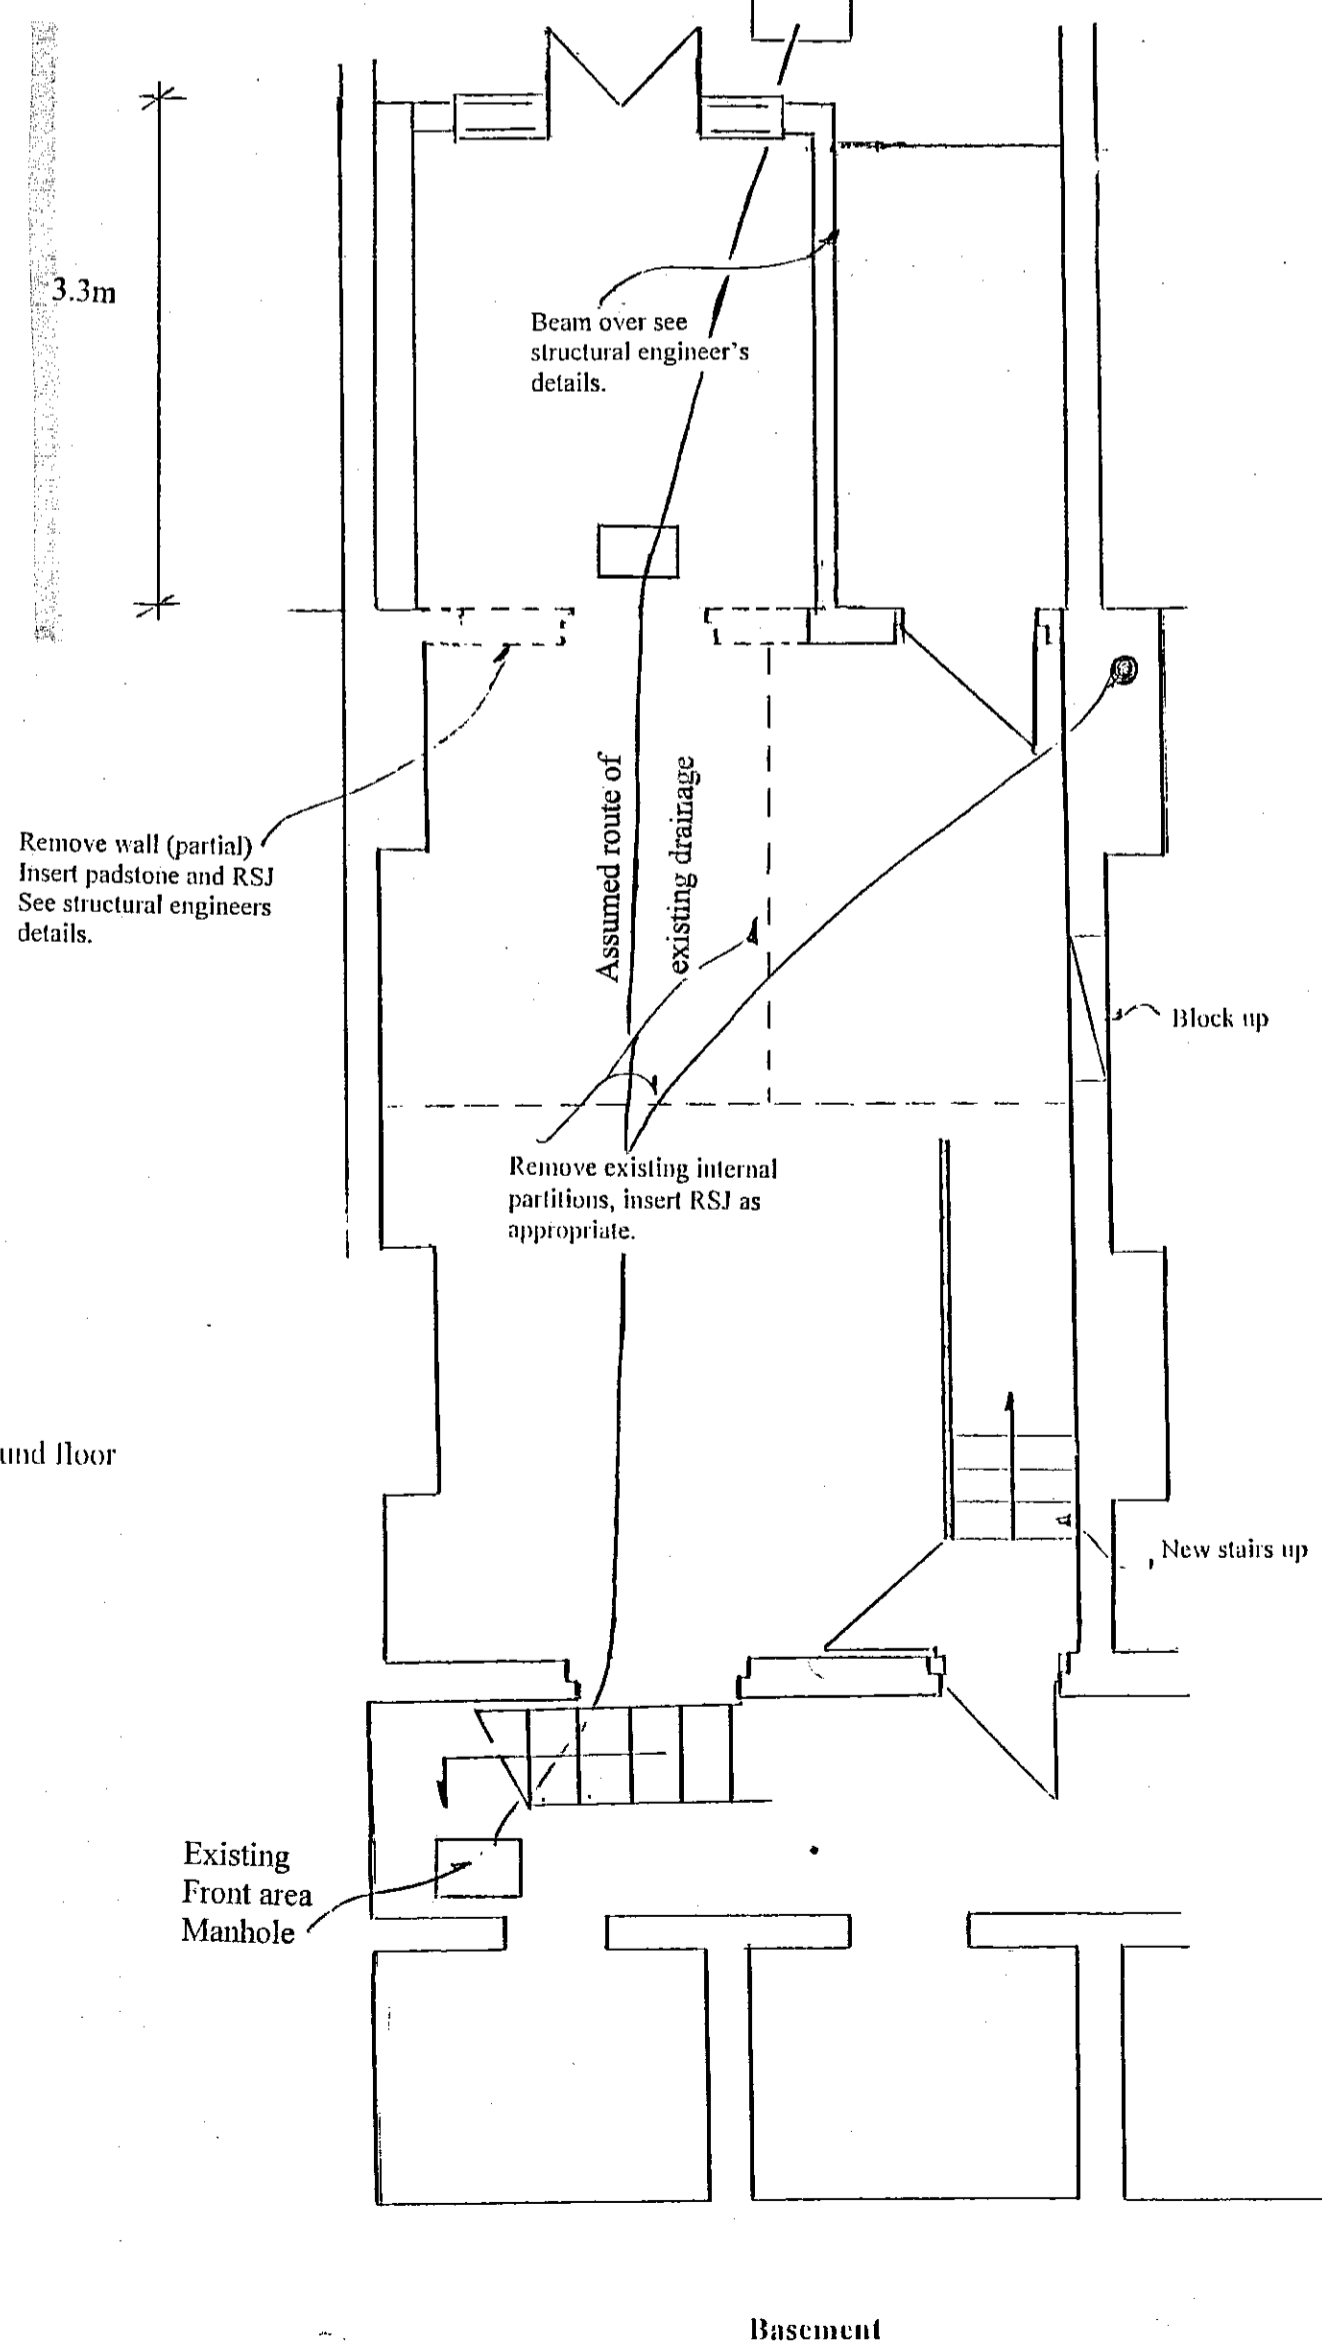 3.3m
Beam over see
structural engineer's
details.
Remove wall (partial)
Insert padstone and RSJ
See structural engineers
details.
Assumed route of
existing drainage
Block up
Remove existing internal
partitions, insert RSJ as
appropriate.
und floor
New stairs up
Existing
Front area
Manhole
Basement